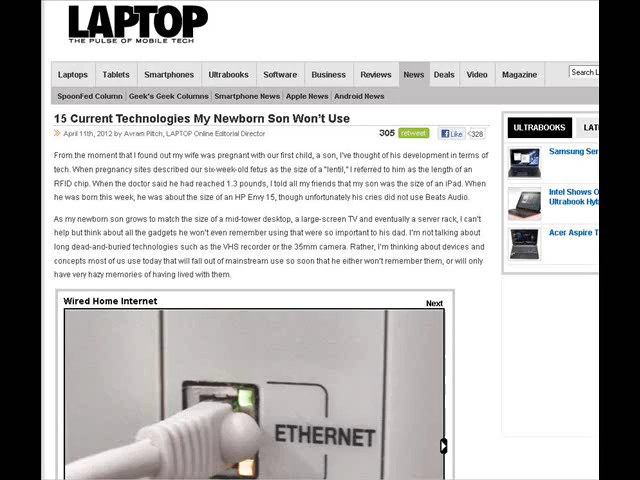 LAPTOP
THE PULSE OF MOBILE TECH
Search L
Laptops Tablets Smartphones Ultrabooks Software Business Reviews News Deals Video Magazine
SpoonFed Column Geek's Geek Columns Smartphone News Apple News Android News
15 Current Technologies My Newborn Son Won't Use
April 11th, 2012 by Avram Piltch, LAPTOP Online Editorial Director
305 retweet Like 328
From the moment that I found out my wife was pregnant with our first child, a son, I've thought of his development in terms of
tech. When pregnancy sites described our six-week-old fetus as the size of a "lentil," I referred to him as the length of an
RFID chip. When the doctor said he had reached 1.3 pounds, I told all my friends that my son was the size of an iPad. When
he was born this week, he was about the size of an HP Envy 15, though unfortunately his cries did not use Beats Audio.
As my newborn son grows to match the size of a mid-tower desktop, a large-screen TV and eventually a server rack, I can't
help but think about all the gadgets he won't even remember using that were so important to his dad. I'm not talking about
long dead-and-buried technologies such as the VHS recorder or the 35mm camera. Rather, I'm thinking about devices and
concepts most of us use today that will fall out of mainstream use so soon that he either won't remember them, or will only
have very hazy memories of having lived with them.
Wired Home Internet
Next
ETHERNET
ULTRABOOKS LAT
Samsung Ser
Intel Shows O
Ultrabook Hyb
Acer Aspire T